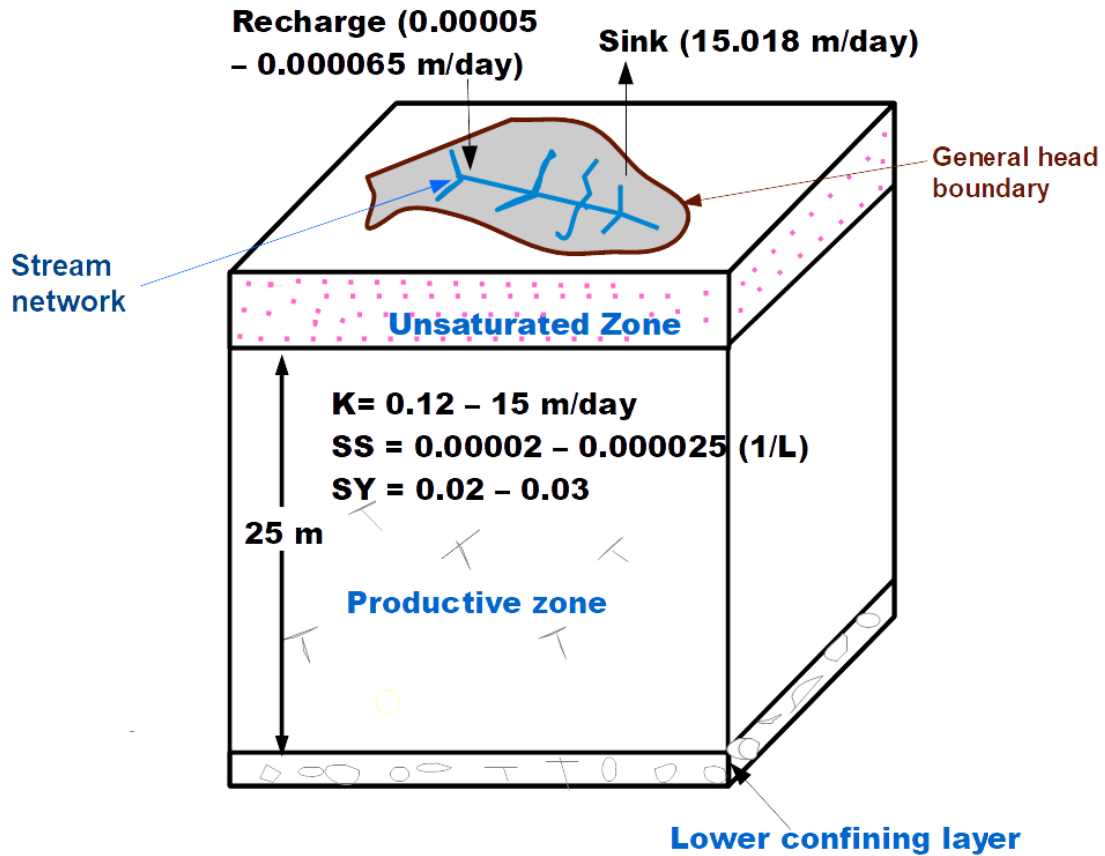 Recharge (0.00005
– 0.000065 m/day)
Sink (15.018 m/day)
General head
boundary
Stream
network
Unsaturated Zone
K= 0.12 – 15 m/day
SS = 0.00002 – 0.000025 (1/L)
SY = 0.02 – 0.03
25 m
Productive zone
Lower confining layer